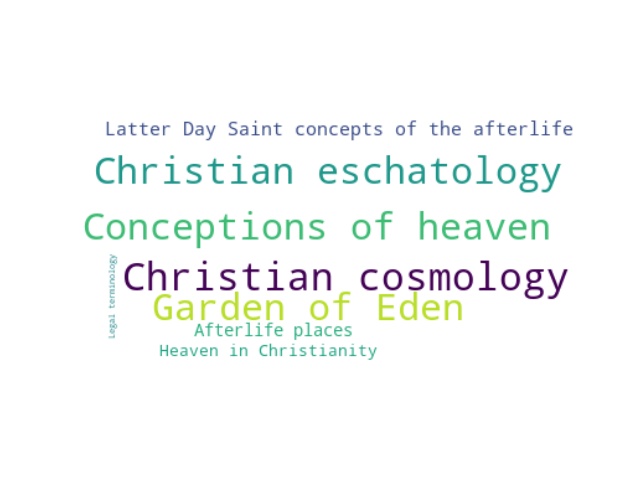 Latter Day Saint concepts of the afterlife
Christian eschatology
Conceptions of heaven
Legal terminology
Christian cosmology
Garden of Eden
Afterlife places
Heaven in Christianity